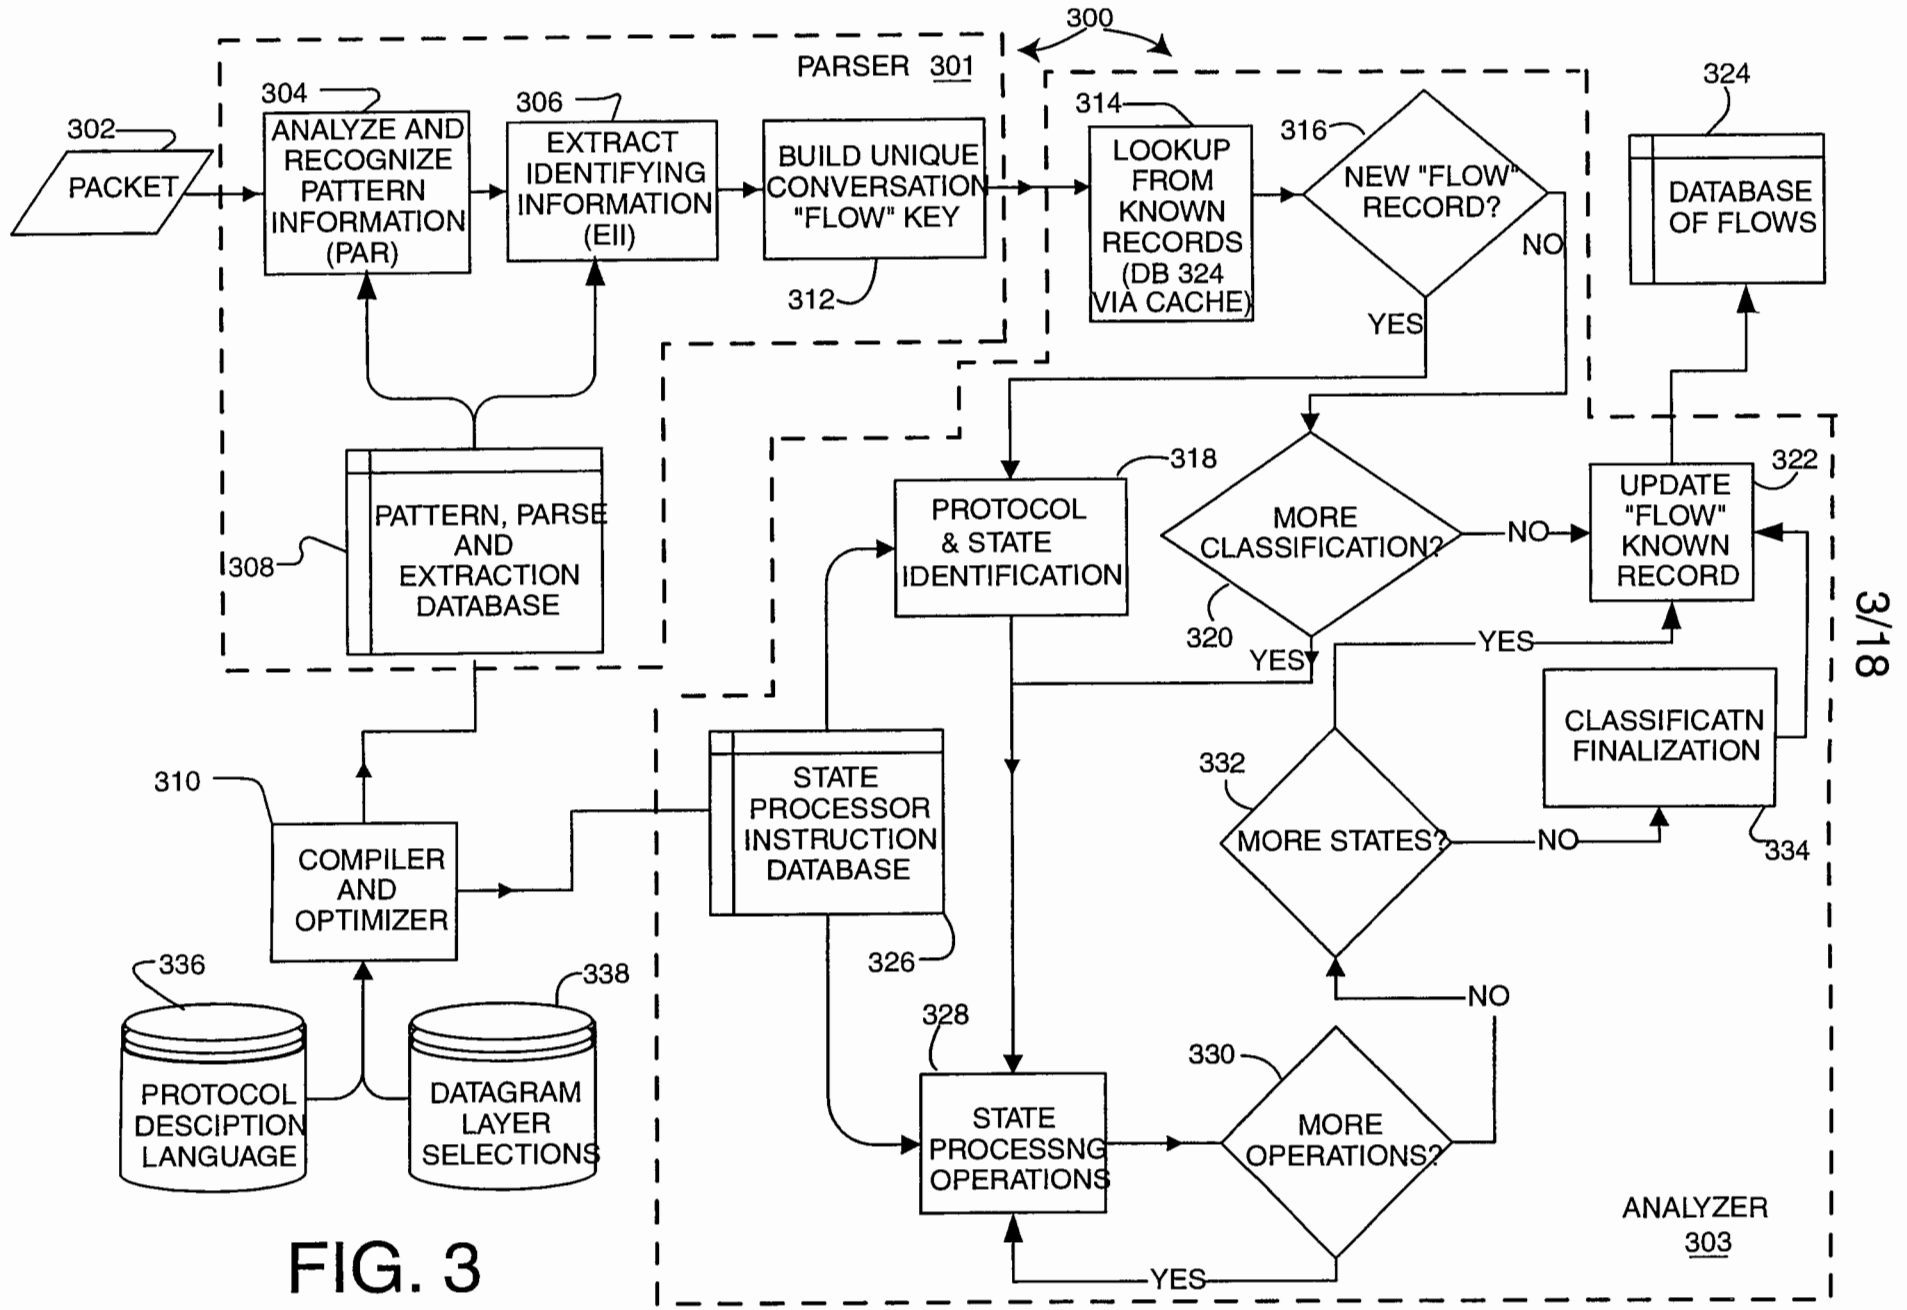 300
PARSER 301
302
PACKET
304
ANALYZE AND
RECOGNIZE
PATTERN
INFORMATION
(PAR)
306
EXTRACT
IDENTIFYING
INFORMATION
(EII)
BUILD UNIQUE
CONVERSATION
"FLOW" KEY
312
314
LOOKUP
FROM
KNOWN
RECORDS
(DB 324
VIA CACHE)
316
NEW "FLOW"
RECORD?
NO
YES
324
DATABASE
OF FLOWS
308
PATTERN, PARSE
AND
EXTRACTION
DATABASE
318
PROTOCOL
& STATE
IDENTIFICATION
MORE
CLASSIFICATION?
320
NO
YES
322
UPDATE
"FLOW"
KNOWN
RECORD
YES
3/18
CLASSIFICATN
FINALIZATION
334
332
MORE STATES?
NO
310
COMPILER
AND
OPTIMIZER
STATE
PROCESSOR
INSTRUCTION
DATABASE
326
336
PROTOCOL
DESCIPTION
LANGUAGE
338
DATAGRAM
LAYER
SELECTIONS
328
STATE
PROCESSNG
OPERATIONS
330
MORE
OPERATIONS?
NO
YES
ANALYZER
303
FIG. 3